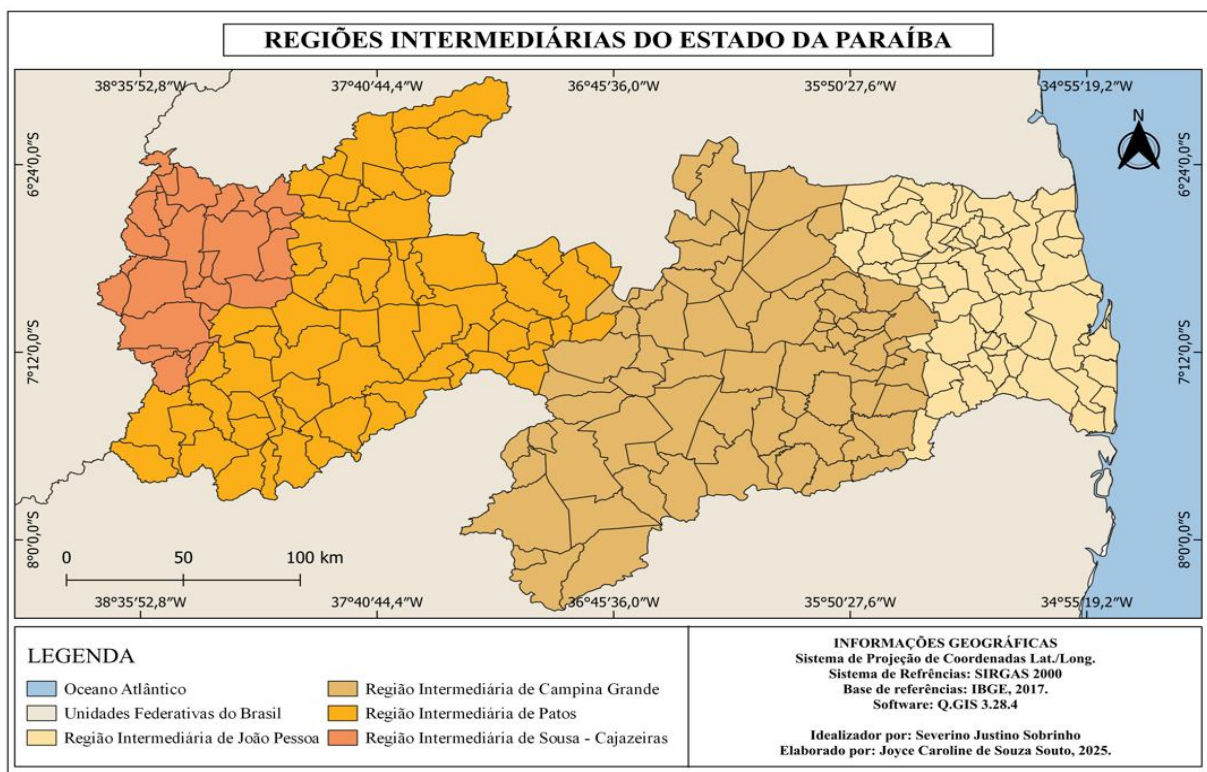 REGIÕES INTERMEDIÁRIAS DO ESTADO DA PARAÍBA
38°35′52,8″W
37°40′44,4″W
36°45′36,0″W
35°50′27,6″W
34°55′19,2″W
N
6°24′0,0″S
6°24′0,0″S
7°12′0,0″S
7°12′0,0″S
8°0′0,0″S
8°0′0,0″S
0 50 100 km
38°35′52,8″W
37°40′44,4″W
36°45′36,0″W
35°50′27,6″W
34°55′19,2″W
LEGENDA
Oceano Atlântico
Unidades Federativas do Brasil
Região Intermediária de João Pessoa
Região Intermediária de Campina Grande
Região Intermediária de Patos
Região Intermediária de Sousa - Cajazeiras
INFORMAÇÕES GEOGRÁFICAS
Sistema de Projeção de Coordenadas Lat./Long.
Sistema de Refrências: SIRGAS 2000
Base de referências: IBGE, 2017.
Software: Q.GIS 3.28.4
Idealizador por: Severino Justino Sobrinho
Elaborado por: Joyce Caroline de Souza Souto, 2025.